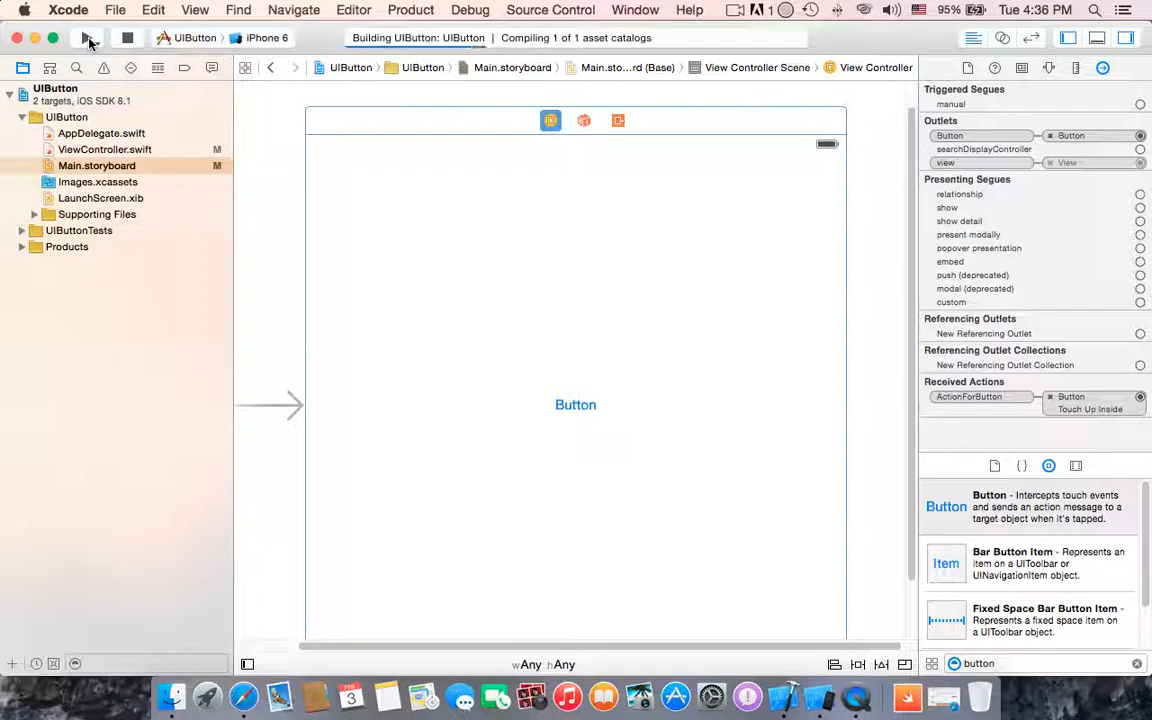 Xcode File Edit View Find Navigate Editor Product Debug Source Control Window Help 1 95% Tue 4:36 PM
UIButton iPhone 6 Building UIButton: UIButton | Compiling 1 of 1 asset catalogs
UIButton UIButton Main.storyboard Main.sto...rd (Base) View Controller Scene View Controller
UIButton
2 targets, iOS SDK 8.1
UIButton
AppDelegate.swift
ViewController.swift M
Main.storyboard M
Images.xcassets
LaunchScreen.xib
Supporting Files
UIButtonTests
Products
Button
wAny hAny
Triggered Segues
manual
Outlets
Button Button
searchDisplayController
view View
Presenting Segues
relationship
show
show detail
present modally
popover presentation
embed
push (deprecated)
modal (deprecated)
custom
Referencing Outlets
New Referencing Outlet
Referencing Outlet Collections
New Referencing Outlet Collection
Received Actions
ActionForButton Button
Touch Up Inside
Button
Button - Intercepts touch events
and sends an action message to a
target object when it's tapped.
Item
Bar Button Item - Represents an
item on a UIToolbar or
UINavigationItem object.
Fixed Space Bar Button Item -
Represents a fixed space item on
a UIToolbar object.
button
3